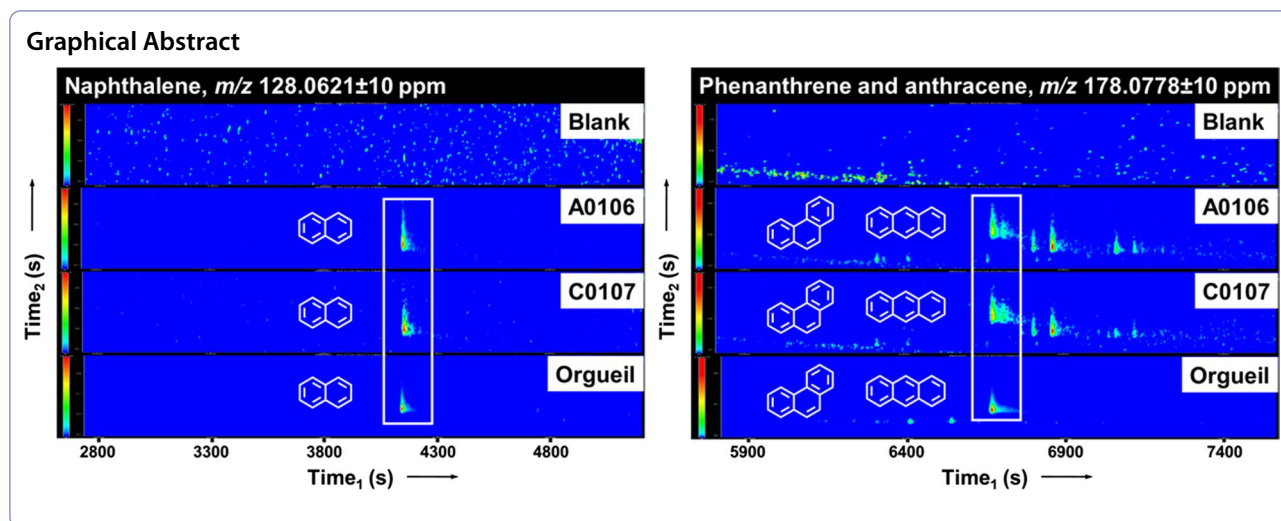 Graphical Abstract
Naphthalene, m/z 128.0621±10 ppm
Blank
A0106
C0107
Orgueil
Time₂ (s)
2800 3300 3800 4300 4800
Time₁ (s)
Phenanthrene and anthracene, m/z 178.0778±10 ppm
Blank
A0106
C0107
Orgueil
Time₂ (s)
5900 6400 6900 7400
Time₁ (s)